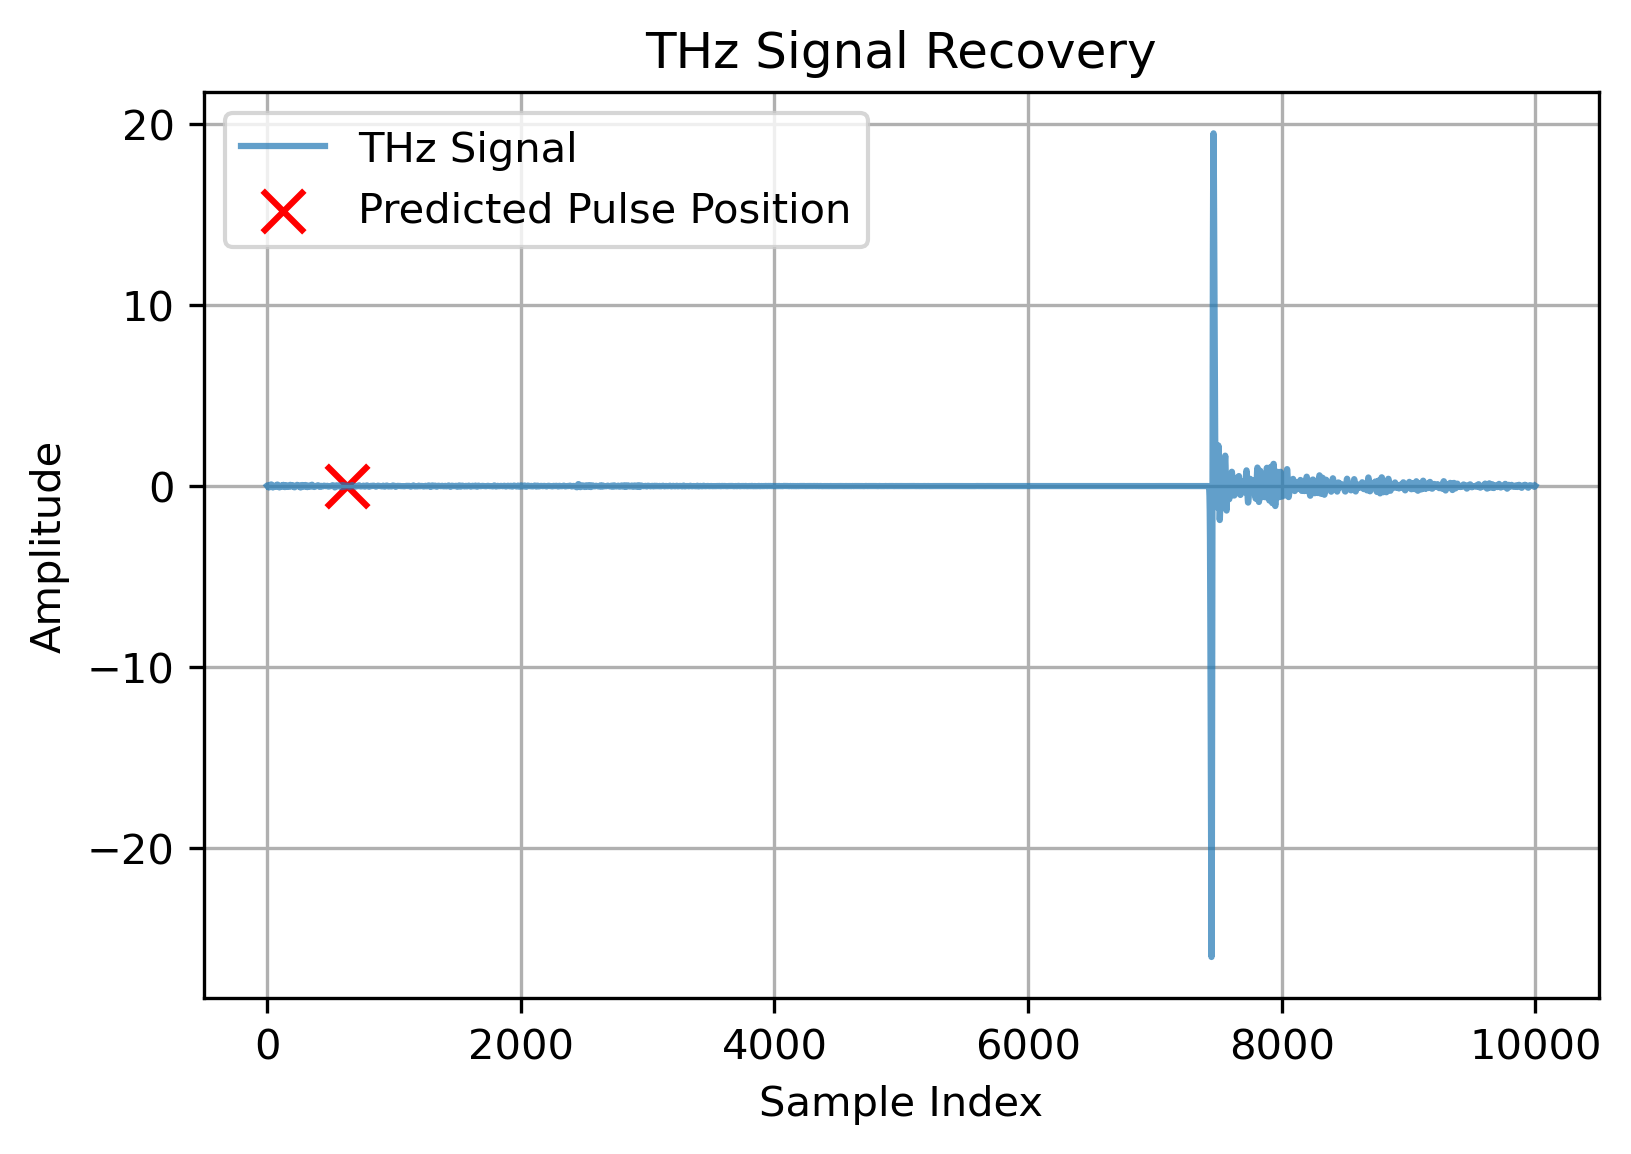 THz Signal Recovery
THz Signal
Predicted Pulse Position
20
10
0
−10
−20
Amplitude
0 2000 4000 6000 8000 10000
Sample Index